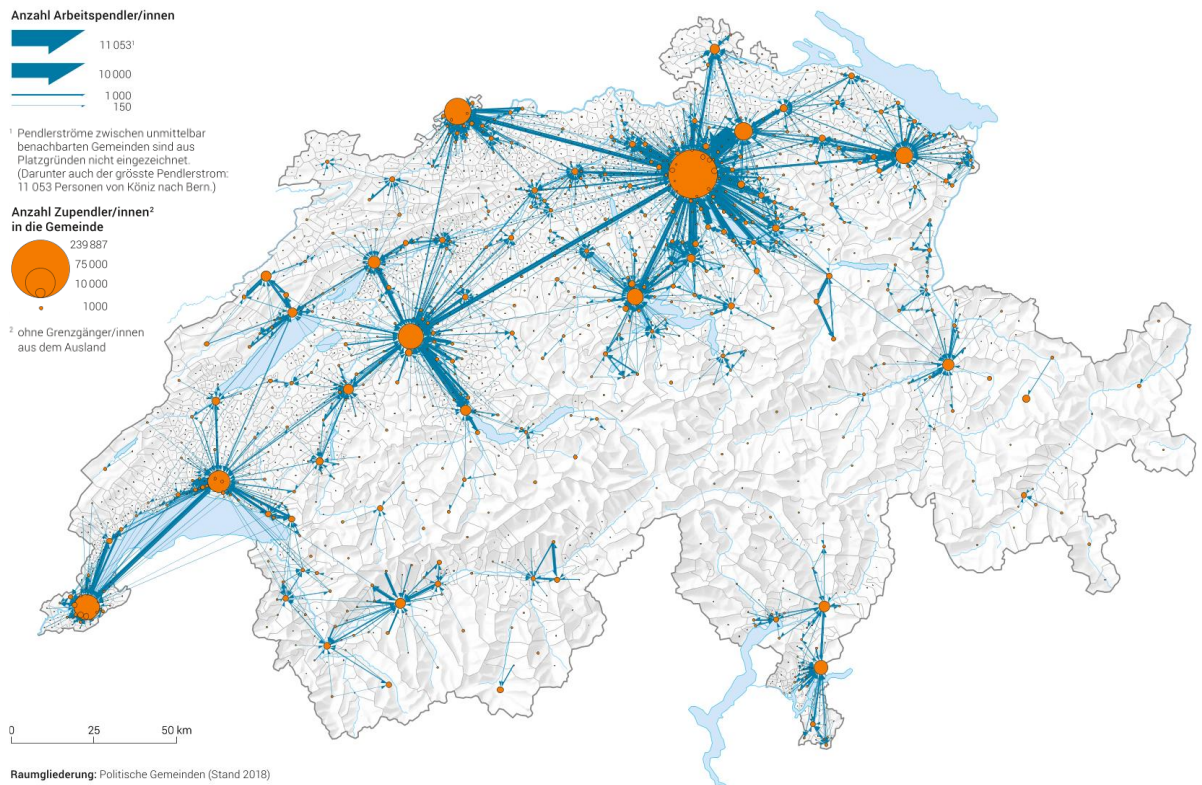 Anzahl Arbeitspendler/innen
11 053¹
10 000
1 000
150
¹ Pendlerströme zwischen unmittelbar
benachbarten Gemeinden sind aus
Platzgründen nicht eingezeichnet.
(Darunter auch der grösste Pendlerstrom:
11 053 Personen von Köniz nach Bern.)
Anzahl Zupendler/innen²
in die Gemeinde
239 887
75 000
10 000
1000
² ohne Grenzgänger/innen
aus dem Ausland
0 25 50 km
Raumgliederung: Politische Gemeinden (Stand 2018)